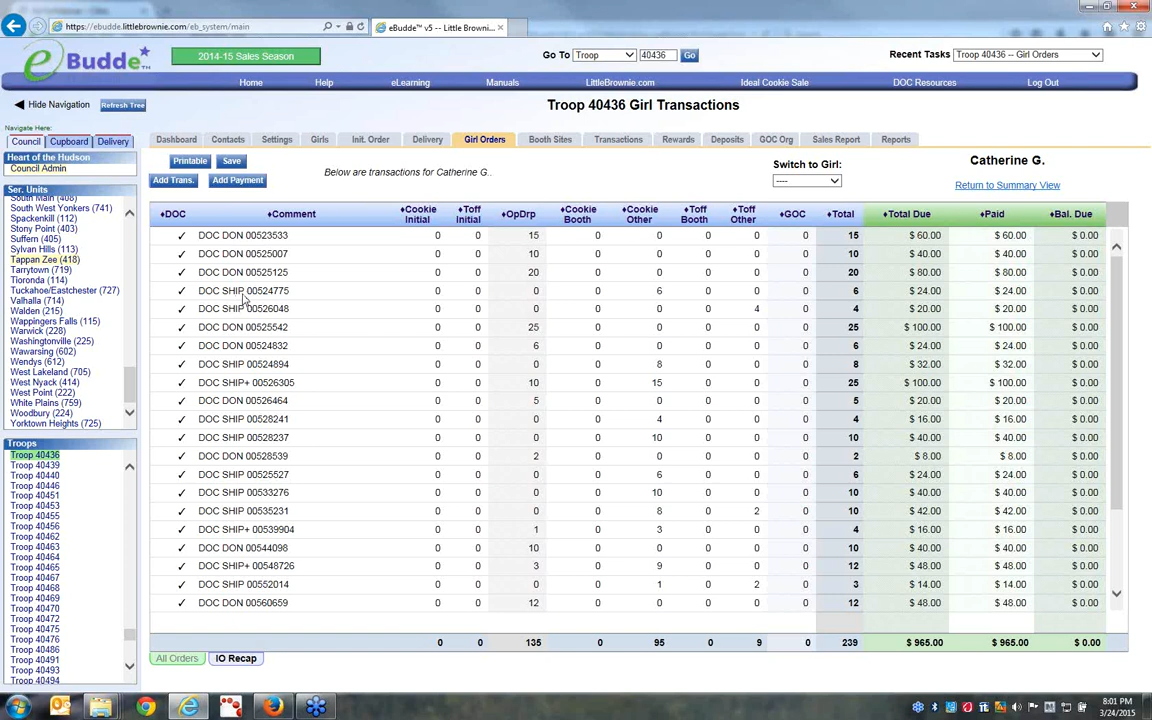 Little Brownie - Cas...
https://ebudde.littlebrownie.com/eb_system/main
eBudde™ v5 -- Little Browni... ×
eBudde™
2014-15 Sales Season
Go To Troop 40436 Go
Recent Tasks Troop 40436 -- Girl Orders
Home Help eLearning Manuals LittleBrownie.com Ideal Cookie Sale DOC Resources Log Out
Hide Navigation Refresh Tree
Troop 40436 Girl Transactions
Navigate Here:
Council Cupboard Delivery
Dashboard Contacts Settings Girls Init. Order Delivery Girl Orders Booth Sites Transactions Rewards Deposits GOC Org Sales Report Reports
Heart of the Hudson
Council Admin
Printable Save
Add Trans. Add Payment
Below are transactions for Catherine G..
Switch to Girl:
----
Catherine G.
Return to Summary View
Ser. Units
South Main (408)
South West Yonkers (741)
Spackenkill (112)
Stony Point (403)
Suffern (405)
Sylvan Hills (113)
Tappan Zee (418)
Tarrytown (719)
Tioronda (114)
Tuckahoe/Eastchester (727)
Valhalla (714)
Walden (215)
Wappingers Falls (115)
Warwick (228)
Washingtonville (225)
Wawarsing (602)
Wendys (612)
West Lakeland (705)
West Nyack (414)
West Point (222)
White Plains (759)
Woodbury (224)
Yorktown Heights (725)
Troops
Troop 40436
Troop 40439
Troop 40440
Troop 40446
Troop 40451
Troop 40453
Troop 40455
Troop 40456
Troop 40462
Troop 40463
Troop 40464
Troop 40465
Troop 40467
Troop 40468
Troop 40469
Troop 40470
Troop 40472
Troop 40475
Troop 40476
Troop 40486
Troop 40491
Troop 40493
Troop 40494
DOC Comment Cookie Initial Toff Initial OpDrp Cookie Booth Cookie Other Toff Booth Toff Other GOC Total Total Due Paid Bal. Due
✓ DOC DON 00523533 0 0 15 0 0 0 0 0 15 $ 60.00 $ 60.00 $ 0.00
✓ DOC DON 00525007 0 0 10 0 0 0 0 0 10 $ 40.00 $ 40.00 $ 0.00
✓ DOC DON 00525125 0 0 20 0 0 0 0 0 20 $ 80.00 $ 80.00 $ 0.00
✓ DOC SHIP 00524775 0 0 0 0 6 0 0 0 6 $ 24.00 $ 24.00 $ 0.00
✓ DOC SHIP 00526048 0 0 0 0 0 0 4 0 4 $ 20.00 $ 20.00 $ 0.00
✓ DOC DON 00525542 0 0 25 0 0 0 0 0 25 $ 100.00 $ 100.00 $ 0.00
✓ DOC DON 00524832 0 0 6 0 0 0 0 0 6 $ 24.00 $ 24.00 $ 0.00
✓ DOC SHIP 00524894 0 0 0 0 8 0 0 0 8 $ 32.00 $ 32.00 $ 0.00
✓ DOC SHIP+ 00526305 0 0 10 0 15 0 0 0 25 $ 100.00 $ 100.00 $ 0.00
✓ DOC DON 00526464 0 0 5 0 0 0 0 0 5 $ 20.00 $ 20.00 $ 0.00
✓ DOC SHIP 00528241 0 0 0 0 4 0 0 0 4 $ 16.00 $ 16.00 $ 0.00
✓ DOC SHIP 00528237 0 0 0 0 10 0 0 0 10 $ 40.00 $ 40.00 $ 0.00
✓ DOC DON 00528539 0 0 2 0 0 0 0 0 2 $ 8.00 $ 8.00 $ 0.00
✓ DOC SHIP 00525527 0 0 0 0 6 0 0 0 6 $ 24.00 $ 24.00 $ 0.00
✓ DOC SHIP 00533276 0 0 0 0 10 0 0 0 10 $ 40.00 $ 40.00 $ 0.00
✓ DOC SHIP 00535231 0 0 0 0 8 0 2 0 10 $ 42.00 $ 42.00 $ 0.00
✓ DOC SHIP+ 00539904 0 0 1 0 3 0 0 0 4 $ 16.00 $ 16.00 $ 0.00
✓ DOC DON 00544098 0 0 10 0 0 0 0 0 10 $ 40.00 $ 40.00 $ 0.00
✓ DOC SHIP+ 00548726 0 0 3 0 9 0 0 0 12 $ 48.00 $ 48.00 $ 0.00
✓ DOC SHIP 00552014 0 0 0 0 1 0 2 0 3 $ 14.00 $ 14.00 $ 0.00
✓ DOC DON 00560659 0 0 12 0 0 0 0 0 12 $ 48.00 $ 48.00 $ 0.00
0 0 135 0 95 0 9 0 239 $ 965.00 $ 965.00 $ 0.00
All Orders IO Recap
8:01 PM
3/24/2015